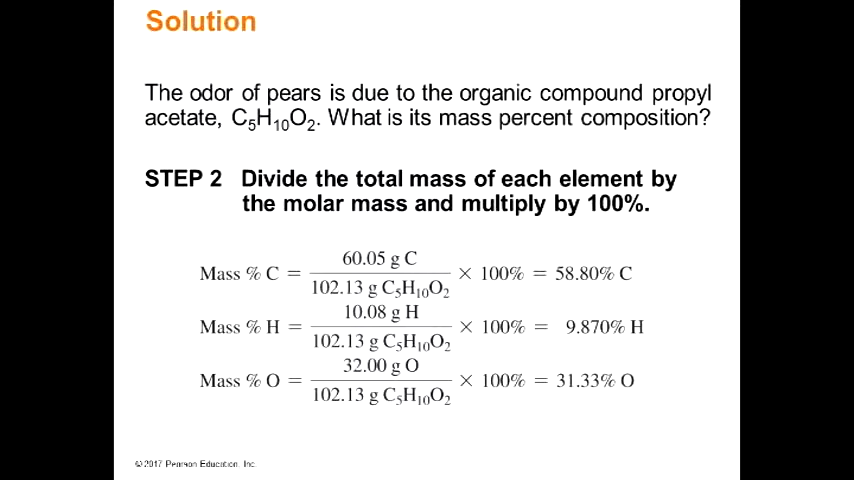 Solution
The odor of pears is due to the organic compound propyl
acetate, C₅H₁₀O₂. What is its mass percent composition?
STEP 2 Divide the total mass of each element by
the molar mass and multiply by 100%.
Mass % C = 60.05 g C / 102.13 g C₅H₁₀O₂ × 100% = 58.80% C
Mass % H = 10.08 g H / 102.13 g C₅H₁₀O₂ × 100% = 9.870% H
Mass % O = 32.00 g O / 102.13 g C₅H₁₀O₂ × 100% = 31.33% O
© 2017 Pearson Education, Inc.